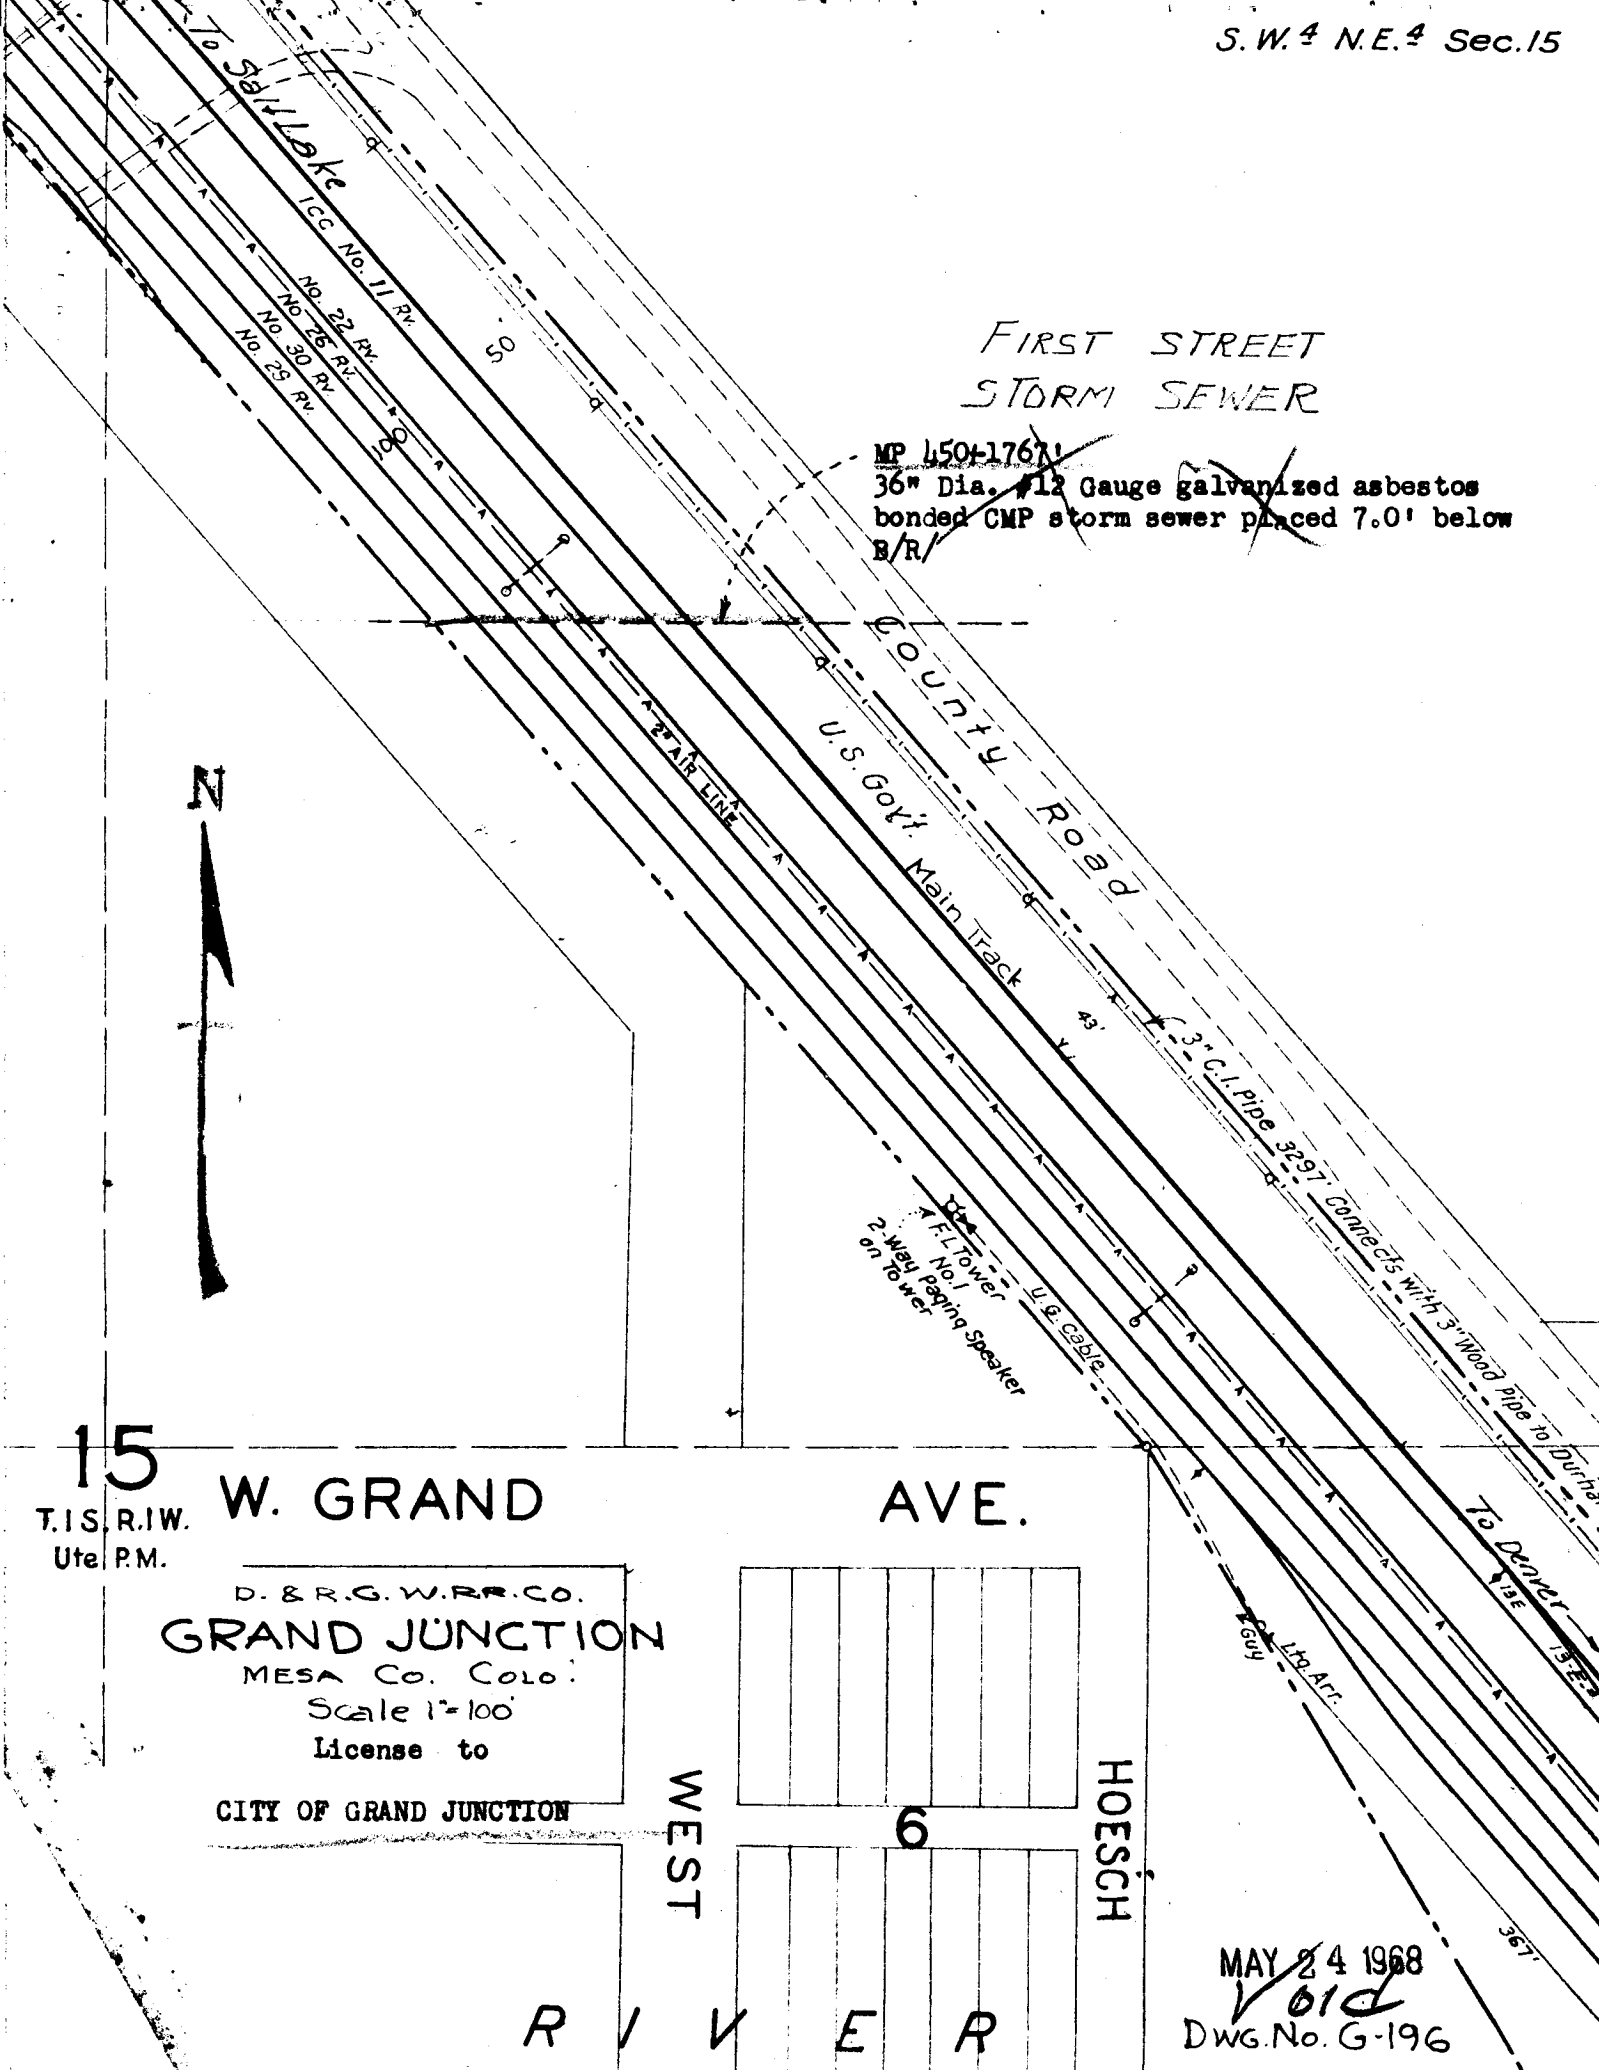 S.W.4 N.E.4 Sec.15
To Salt Lake
ICC No. 11 Rv.
No. 22 Rv.
No 26 Rv.
No. 30 Rv.
No. 29 Rv.
50
100
FIRST STREET
STORM SEWER
MP 450+1767'
36" Dia. #12 Gauge galvanized asbestos
bonded CMP storm sewer placed 7.0' below
B/R
County Road
2" AIR LINE
U.S. Gov't. Main Track
N
43'
3" C.I. Pipe 3297' Connects with 3" Wood Pipe to
F.L. Tower
No. 1
2-Way Paging Speaker
on Tower
U.G. Cable
15
T.1S. R.1W.
Ute P.M.
W. GRAND AVE.
To Denver
13E
Guy
Ltg. Arr.
D. & R.G.W.RR.CO.
GRAND JUNCTION
MESA CO. COLO.
Scale 1"=100'
License to
CITY OF GRAND JUNCTION
WEST
6
HOESCH
367'
RIVER
MAY 24 1968
DWG. No. G-196